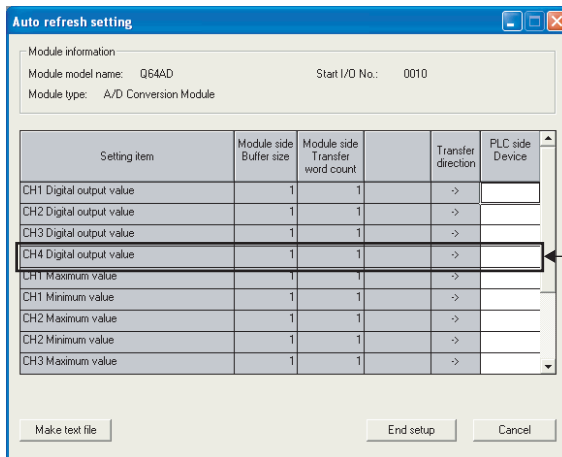 Auto refresh setting
Module information
Module model name: Q64AD Start I/O No.: 0010
Module type: A/D Conversion Module
Setting item Module side Buffer size Module side Transfer word count Transfer direction PLC side Device
CH1 Digital output value 1 1 ->
CH2 Digital output value 1 1 ->
CH3 Digital output value 1 1 ->
CH4 Digital output value 1 1 ->
CH1 Maximum value 1 1 ->
CH1 Minimum value 1 1 ->
CH2 Maximum value 1 1 ->
CH2 Minimum value 1 1 ->
CH3 Maximum value 1 1 ->
Make text file End setup Cancel